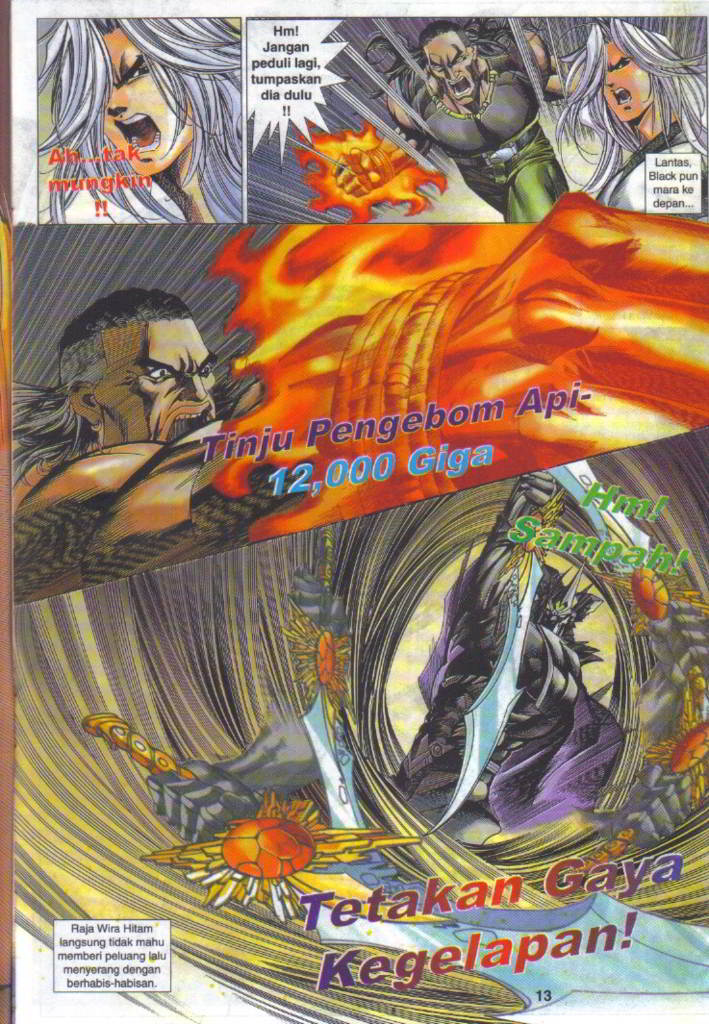 Ah...tak
mungkin
!!
Hm!
Jangan
peduli lagi,
tumpaskan
dia dulu
!!
Lantas,
Black pun
mara ke
depan...
Tinju Pengebom Api-
12,000 Giga
Hm!
Sampah!
Tetakan Gaya
Kegelapan!
Raja Wira Hitam
langsung tidak mahu
memberi peluang lalu
menyerang dengan
berhabis-habisan.
13